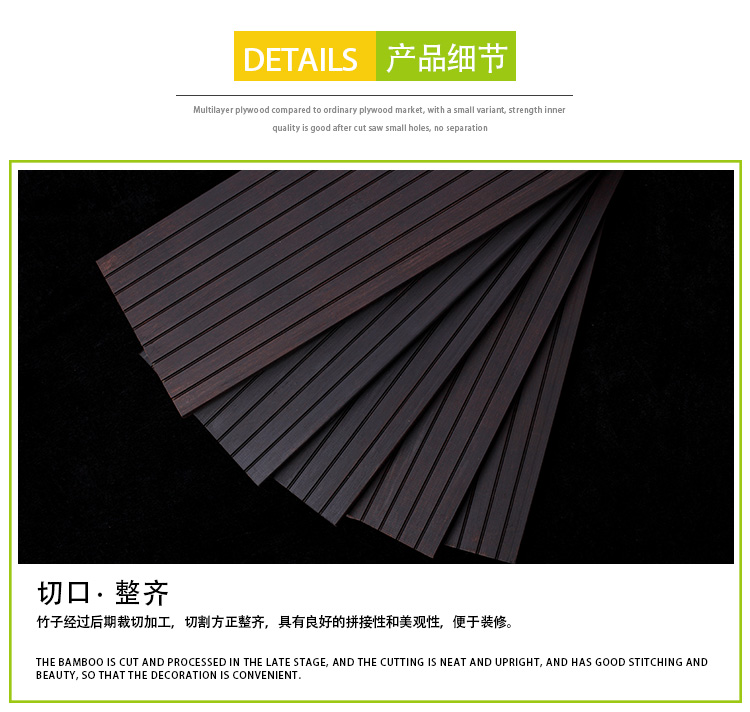 DETAILS 产品细节
Multilayer plywood compared to ordinary plywood market, with a small variant, strength inner
quality is good after cut saw small holes, no separation
切口·整齐
竹子经过后期裁切加工，切割方正整齐，具有良好的拼接性和美观性，便于装修。
THE BAMBOO IS CUT AND PROCESSED IN THE LATE STAGE, AND THE CUTTING IS NEAT AND UPRIGHT, AND HAS GOOD STITCHING AND
BEAUTY, SO THAT THE DECORATION IS CONVENIENT.